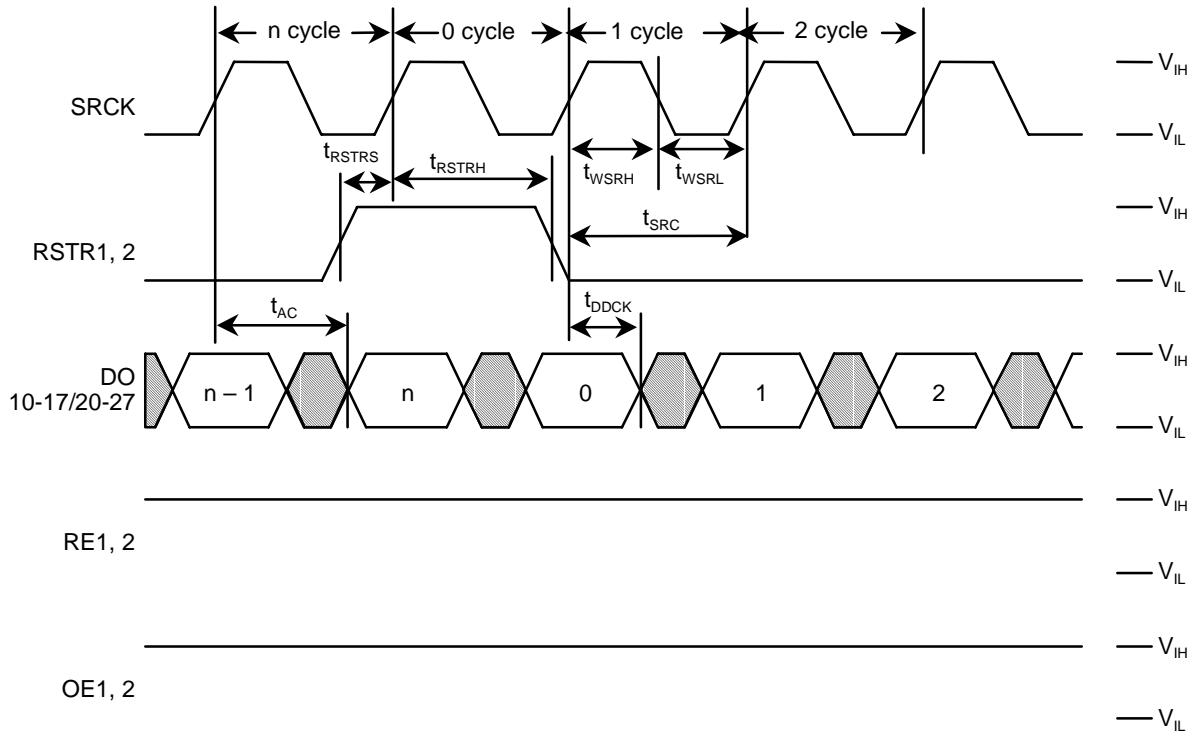 n cycle 0 cycle 1 cycle 2 cycle
SRCK
V_IH
V_IL
t_RSTRS t_RSTRH t_WSRH t_WSRL
RSTR1, 2
t_SRC
V_IH
V_IL
t_AC t_DDCK
DO
10-17/20-27
n – 1 n 0 1 2
V_IH
V_IL
RE1, 2
V_IH
V_IL
OE1, 2
V_IH
V_IL